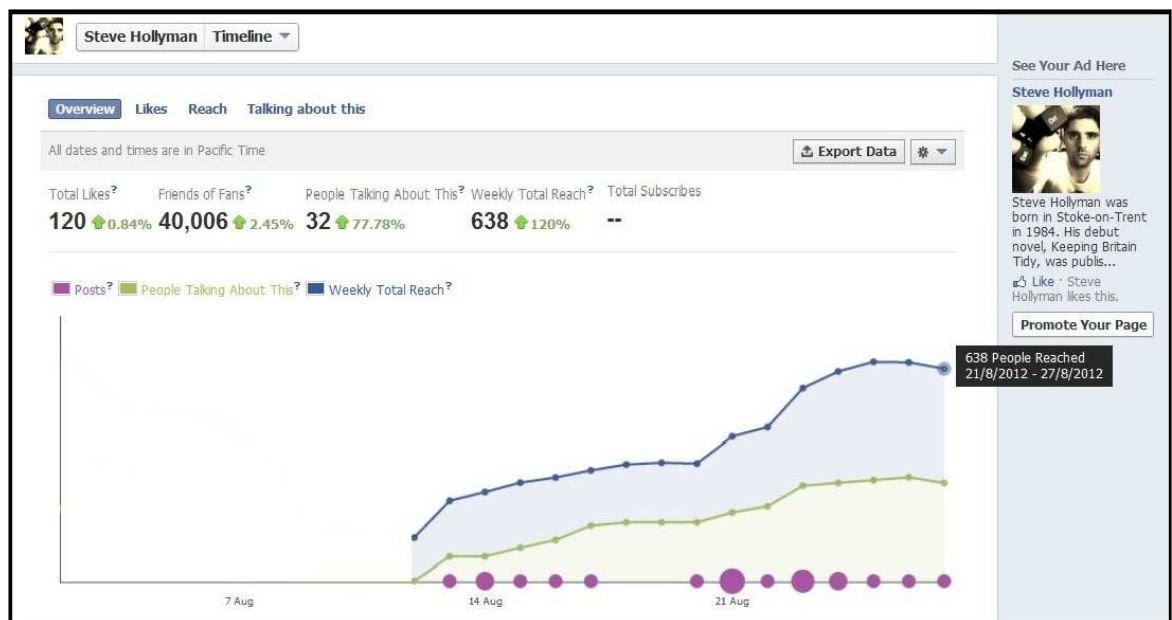 Steve Hollyman Timeline
See Your Ad Here
Steve Hollyman
Steve Hollyman was
born in Stoke-on-Trent
in 1984. His debut
novel, Keeping Britain
Tidy, was publis...
Like · Steve
Hollyman likes this.
Promote Your Page
Overview Likes Reach Talking about this
All dates and times are in Pacific Time
Export Data
Total Likes? Friends of Fans? People Talking About This? Weekly Total Reach? Total Subscribes
120 0.84% 40,006 2.45% 32 77.78% 638 120% --
Posts? People Talking About This? Weekly Total Reach?
638 People Reached
21/8/2012 - 27/8/2012
7 Aug 14 Aug 21 Aug